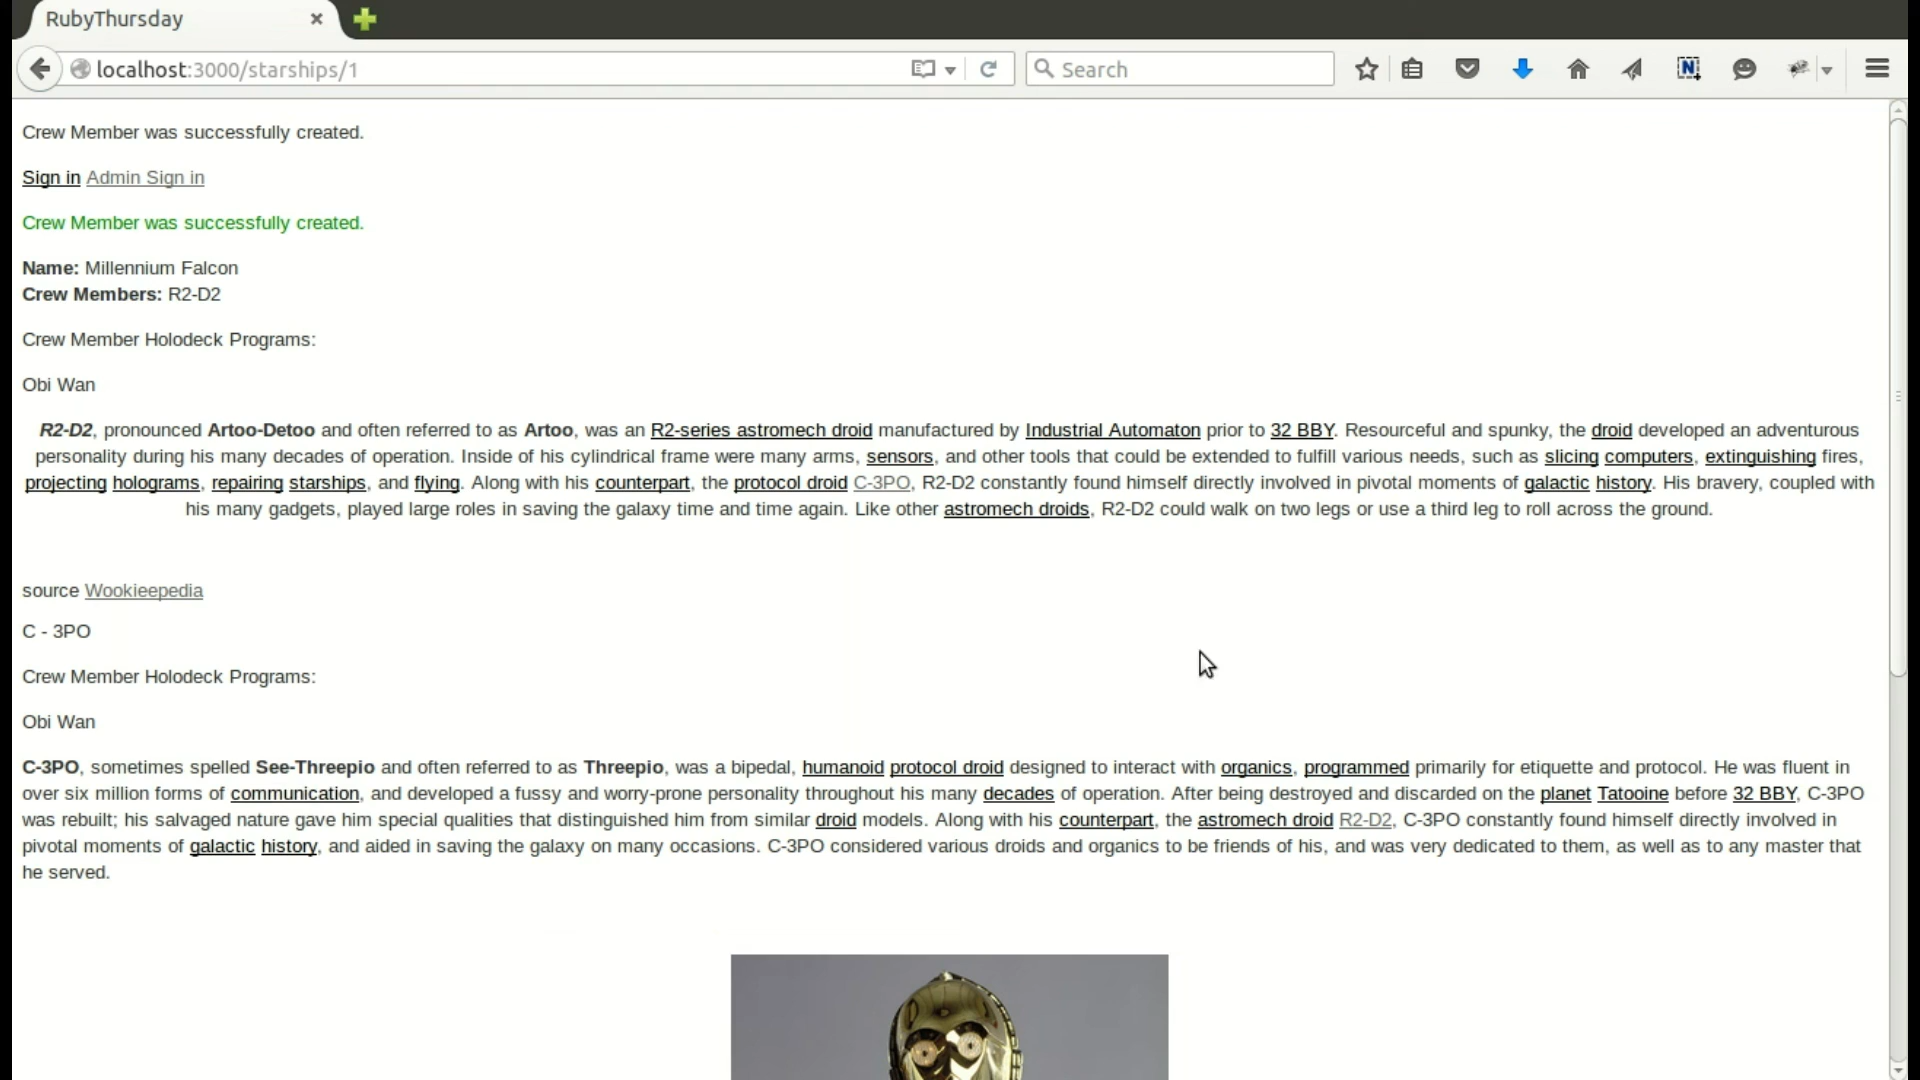 RubyThursday
localhost:3000/starships/1
Search
Crew Member was successfully created.
Sign in Admin Sign in
Crew Member was successfully created.
Name: Millennium Falcon
Crew Members: R2-D2
Crew Member Holodeck Programs:
Obi Wan
R2-D2, pronounced Artoo-Detoo and often referred to as Artoo, was an R2-series astromech droid manufactured by Industrial Automaton prior to 32 BBY. Resourceful and spunky, the droid developed an adventurous
personality during his many decades of operation. Inside of his cylindrical frame were many arms, sensors, and other tools that could be extended to fulfill various needs, such as slicing computers, extinguishing fires,
projecting holograms, repairing starships, and flying. Along with his counterpart, the protocol droid C-3PO, R2-D2 constantly found himself directly involved in pivotal moments of galactic history. His bravery, coupled with
his many gadgets, played large roles in saving the galaxy time and time again. Like other astromech droids, R2-D2 could walk on two legs or use a third leg to roll across the ground.
source Wookieepedia
C - 3PO
Crew Member Holodeck Programs:
Obi Wan
C-3PO, sometimes spelled See-Threepio and often referred to as Threepio, was a bipedal, humanoid protocol droid designed to interact with organics, programmed primarily for etiquette and protocol. He was fluent in
over six million forms of communication, and developed a fussy and worry-prone personality throughout his many decades of operation. After being destroyed and discarded on the planet Tatooine before 32 BBY, C-3PO
was rebuilt; his salvaged nature gave him special qualities that distinguished him from similar droid models. Along with his counterpart, the astromech droid R2-D2, C-3PO constantly found himself directly involved in
pivotal moments of galactic history, and aided in saving the galaxy on many occasions. C-3PO considered various droids and organics to be friends of his, and was very dedicated to them, as well as to any master that
he served.